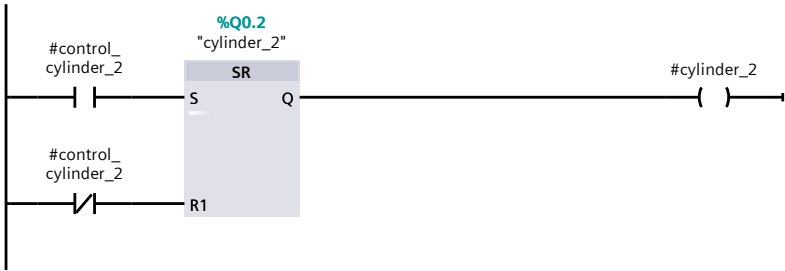 %Q0.2
"cylinder_2"
#control_
cylinder_2
SR
#cylinder_2
S
Q
#control_
cylinder_2
R1